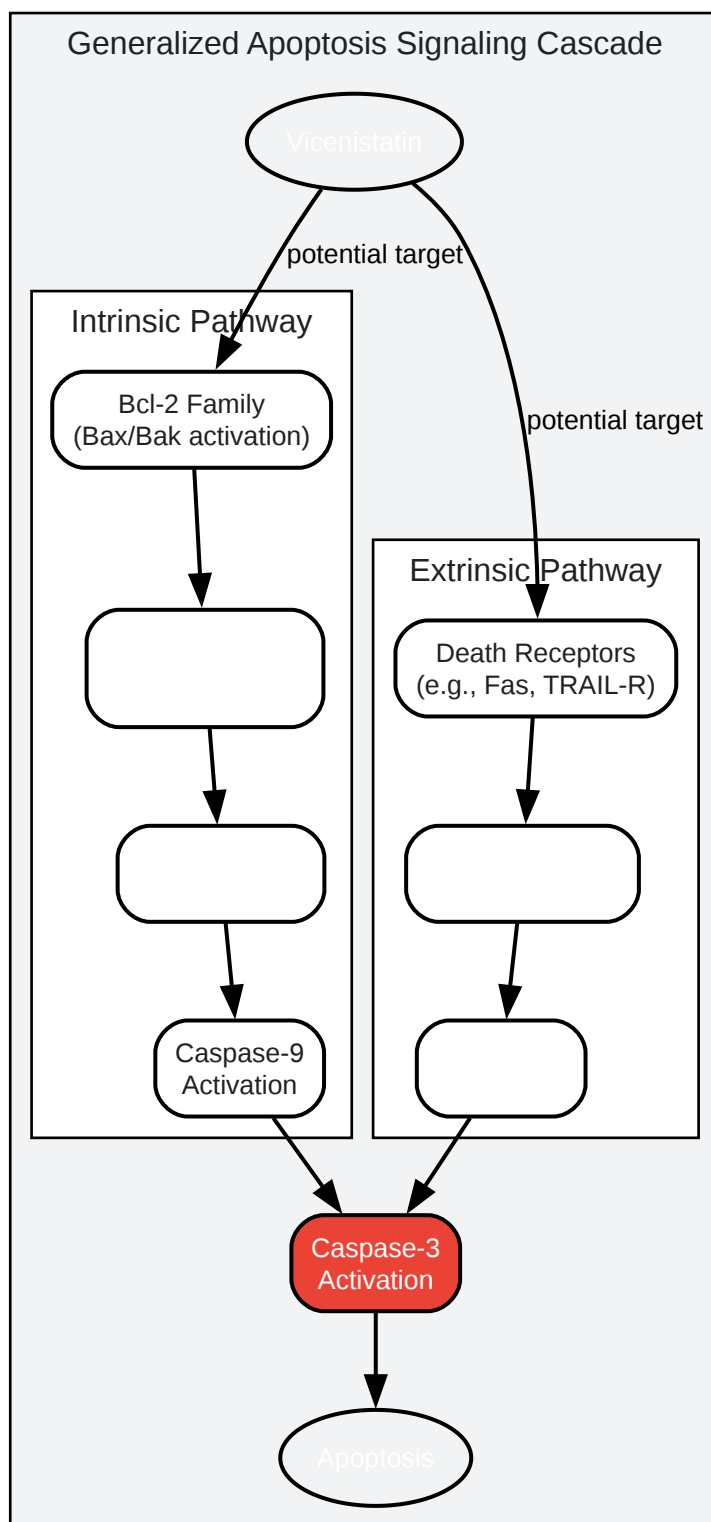 Generalized Apoptosis Signaling Cascade
Vicenistatin
potential target
Intrinsic Pathway
Bcl-2 Family
(Bax/Bak activation)
potential target
Extrinsic Pathway
Death Receptors
(e.g., Fas, TRAIL-R)
Caspase-9
Activation
Caspase-3
Activation
Apoptosis